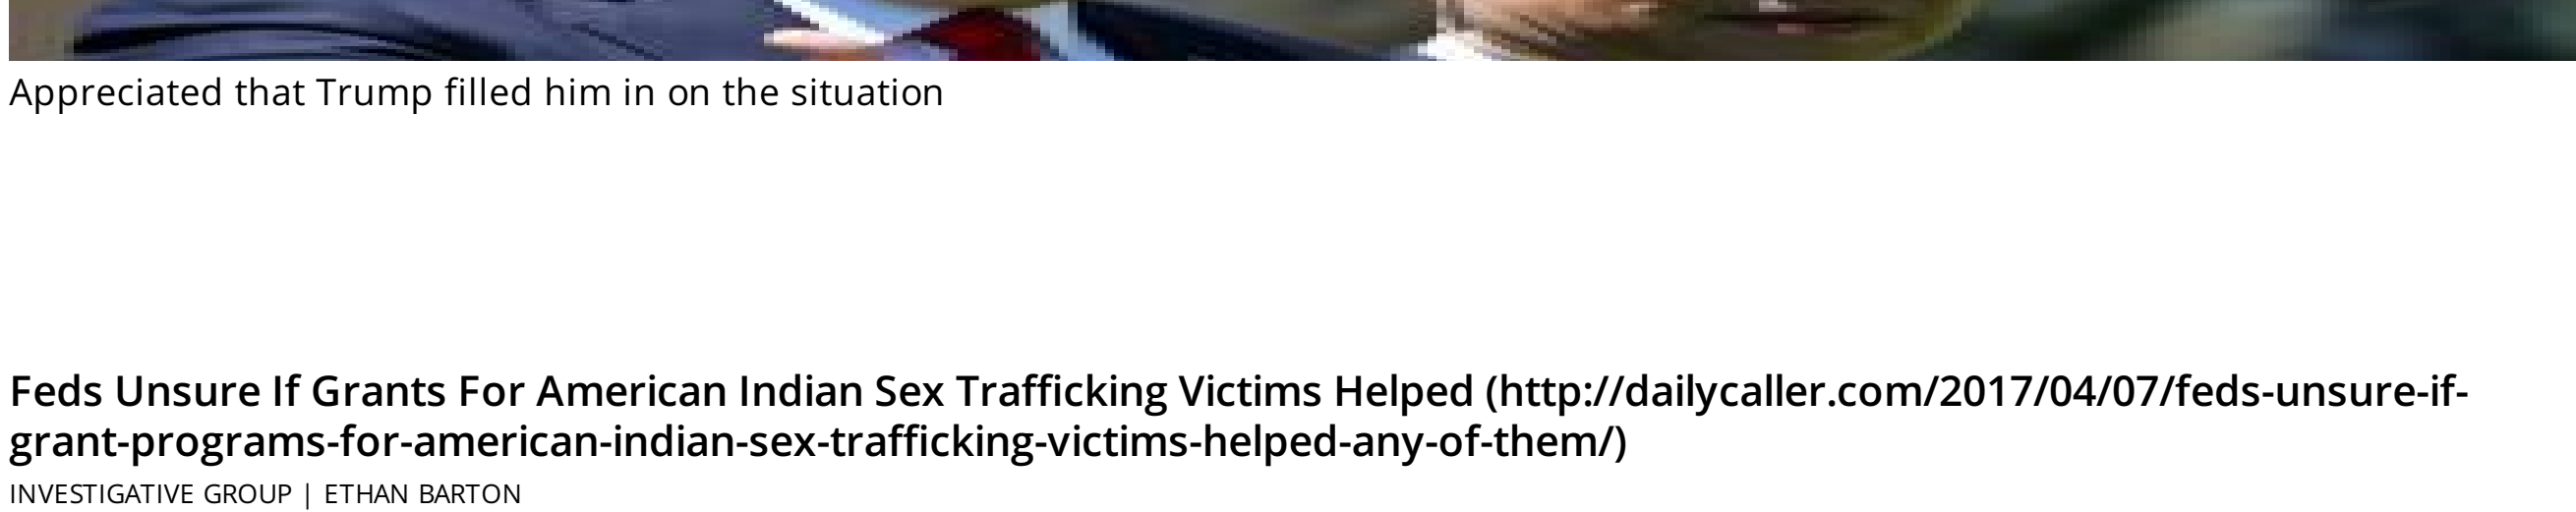 Appreciated that Trump filled him in on the situation
Feds Unsure If Grants For American Indian Sex Trafficking Victims Helped (http://dailycaller.com/2017/04/07/feds-unsure-if-
grant-programs-for-american-indian-sex-trafficking-victims-helped-any-of-them/)
INVESTIGATIVE GROUP | ETHAN BARTON